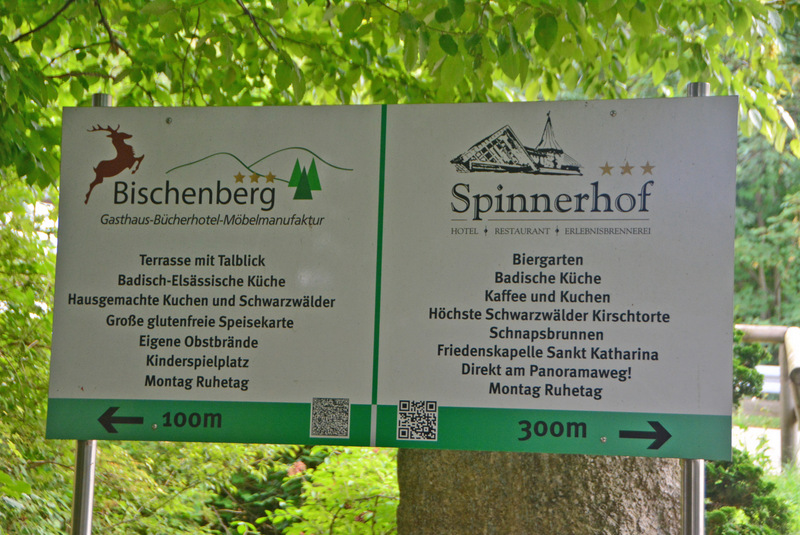 Bischenberg
Gasthaus-Bücherhotel-Möbelmanufaktur
Terrasse mit Talblick
Badisch-Elsässische Küche
Hausgemachte Kuchen und Schwarzwälder
Große glutenfreie Speisekarte
Eigene Obstbrände
Kinderspielplatz
Montag Ruhetag
100m
Spinnerhof
HOTEL RESTAURANT ERLEBNISBRENNEREI
Biergarten
Badische Küche
Kaffee und Kuchen
Höchste Schwarzwälder Kirschtorte
Schnapsbrunnen
Friedenskapelle Sankt Katharina
Direkt am Panoramaweg!
Montag Ruhetag
300m